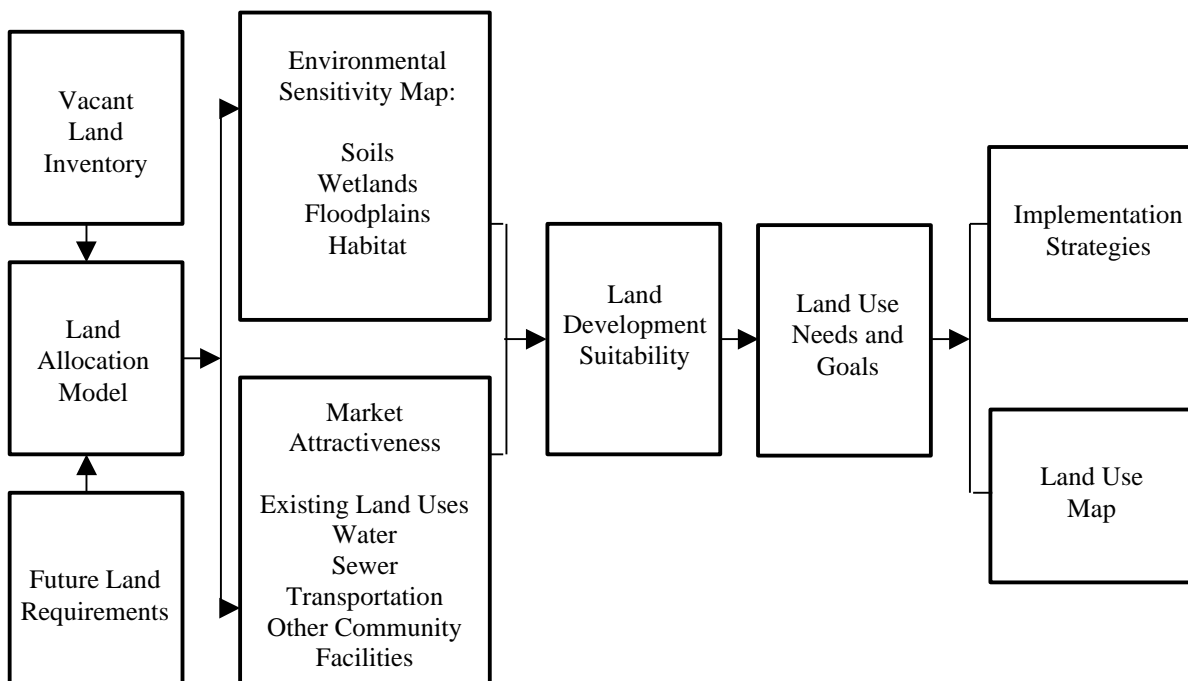 Vacant
Land
Inventory
Land
Allocation
Model
Future Land
Requirements
Environmental
Sensitivity Map:
Soils
Wetlands
Floodplains
Habitat
Market
Attractiveness
Existing Land Uses
Water
Sewer
Transportation
Other Community
Facilities
Land
Development
Suitability
Land Use
Needs and
Goals
Implementation
Strategies
Land Use
Map